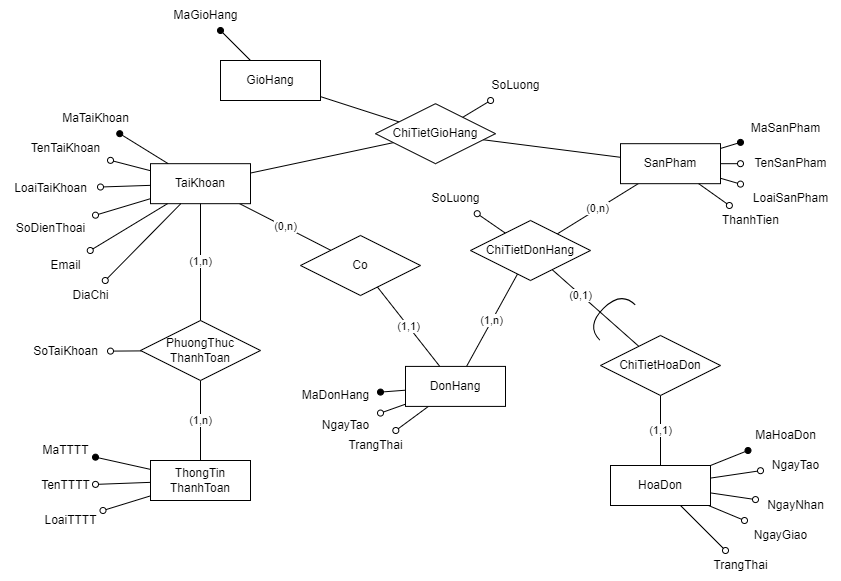 MaGioHang
GioHang
SoLuong
ChiTietGioHang
MaTaiKhoan
TenTaiKhoan
LoaiTaiKhoan
SoDienThoai
Email
DiaChi
TaiKhoan
MaSanPham
TenSanPham
LoaiSanPham
ThanhTien
SanPham
(0,n)
SoLuong
(0,n)
ChiTietDonHang
Co
(1,n)
(0,1)
(1,1)
(1,n)
SoTaiKhoan
PhuongThuc
ThanhToan
ChiTietHoaDon
MaDonHang
NgayTao
TrangThai
DonHang
(1,n)
(1,1)
MaTTTT
TenTTTT
LoaiTTTT
ThongTin
ThanhToan
MaHoaDon
NgayTao
NgayNhan
NgayGiao
TrangThai
HoaDon